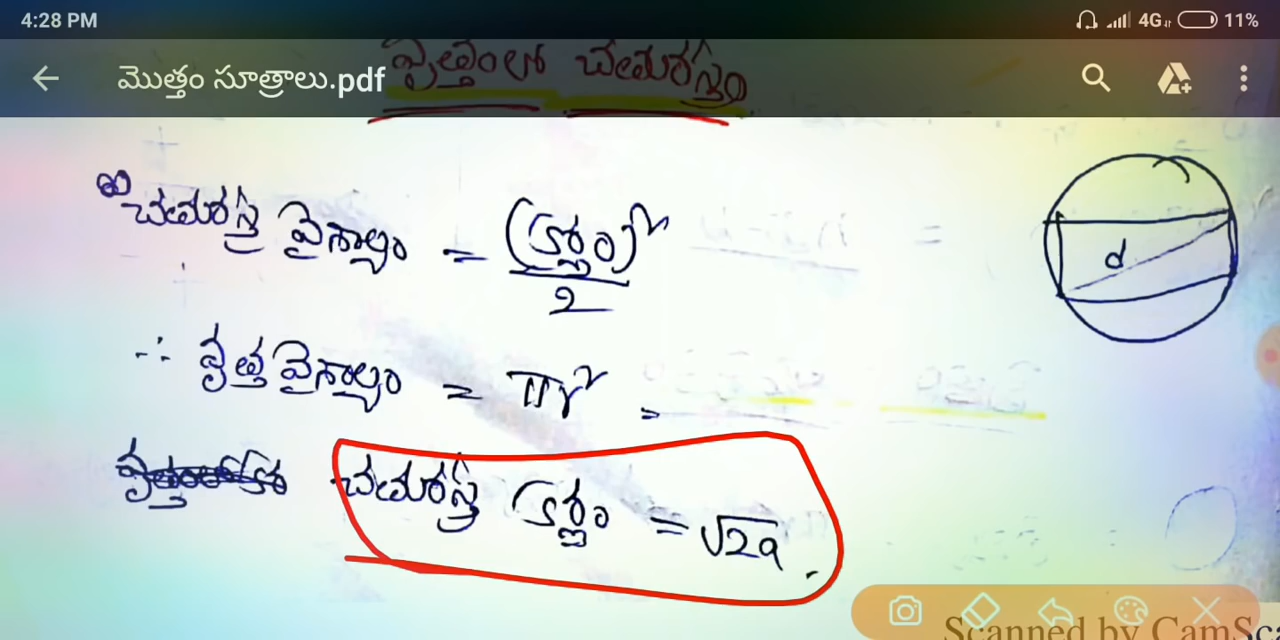 4:28 PM 4G 11%
మొత్తం సూత్రాలు.pdf
వృత్తంలో చతురస్రం
చతురస్ర వైశాల్యం = (కర్ణం)²
2
d
∴ వృత్త వైశాల్యం = πr² =
చతురస్ర కర్ణం = √2a
Scanned by CamSca